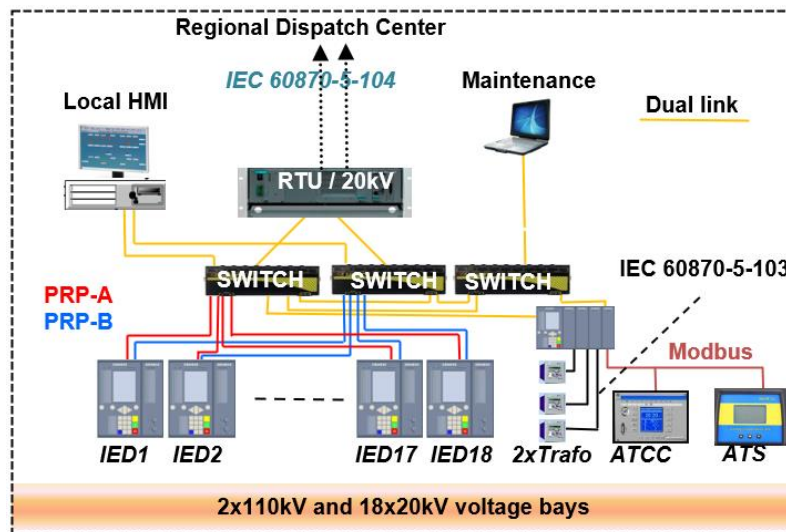 Regional Dispatch Center
IEC 60870-5-104
Local HMI
Maintenance
Dual link
RTU / 20kV
SWITCH
SWITCH
SWITCH
IEC 60870-5-103
PRP-A
PRP-B
Modbus
IED1
IED2
IED17
IED18
2xTrafo
ATCC
ATS
2x110kV and 18x20kV voltage bays